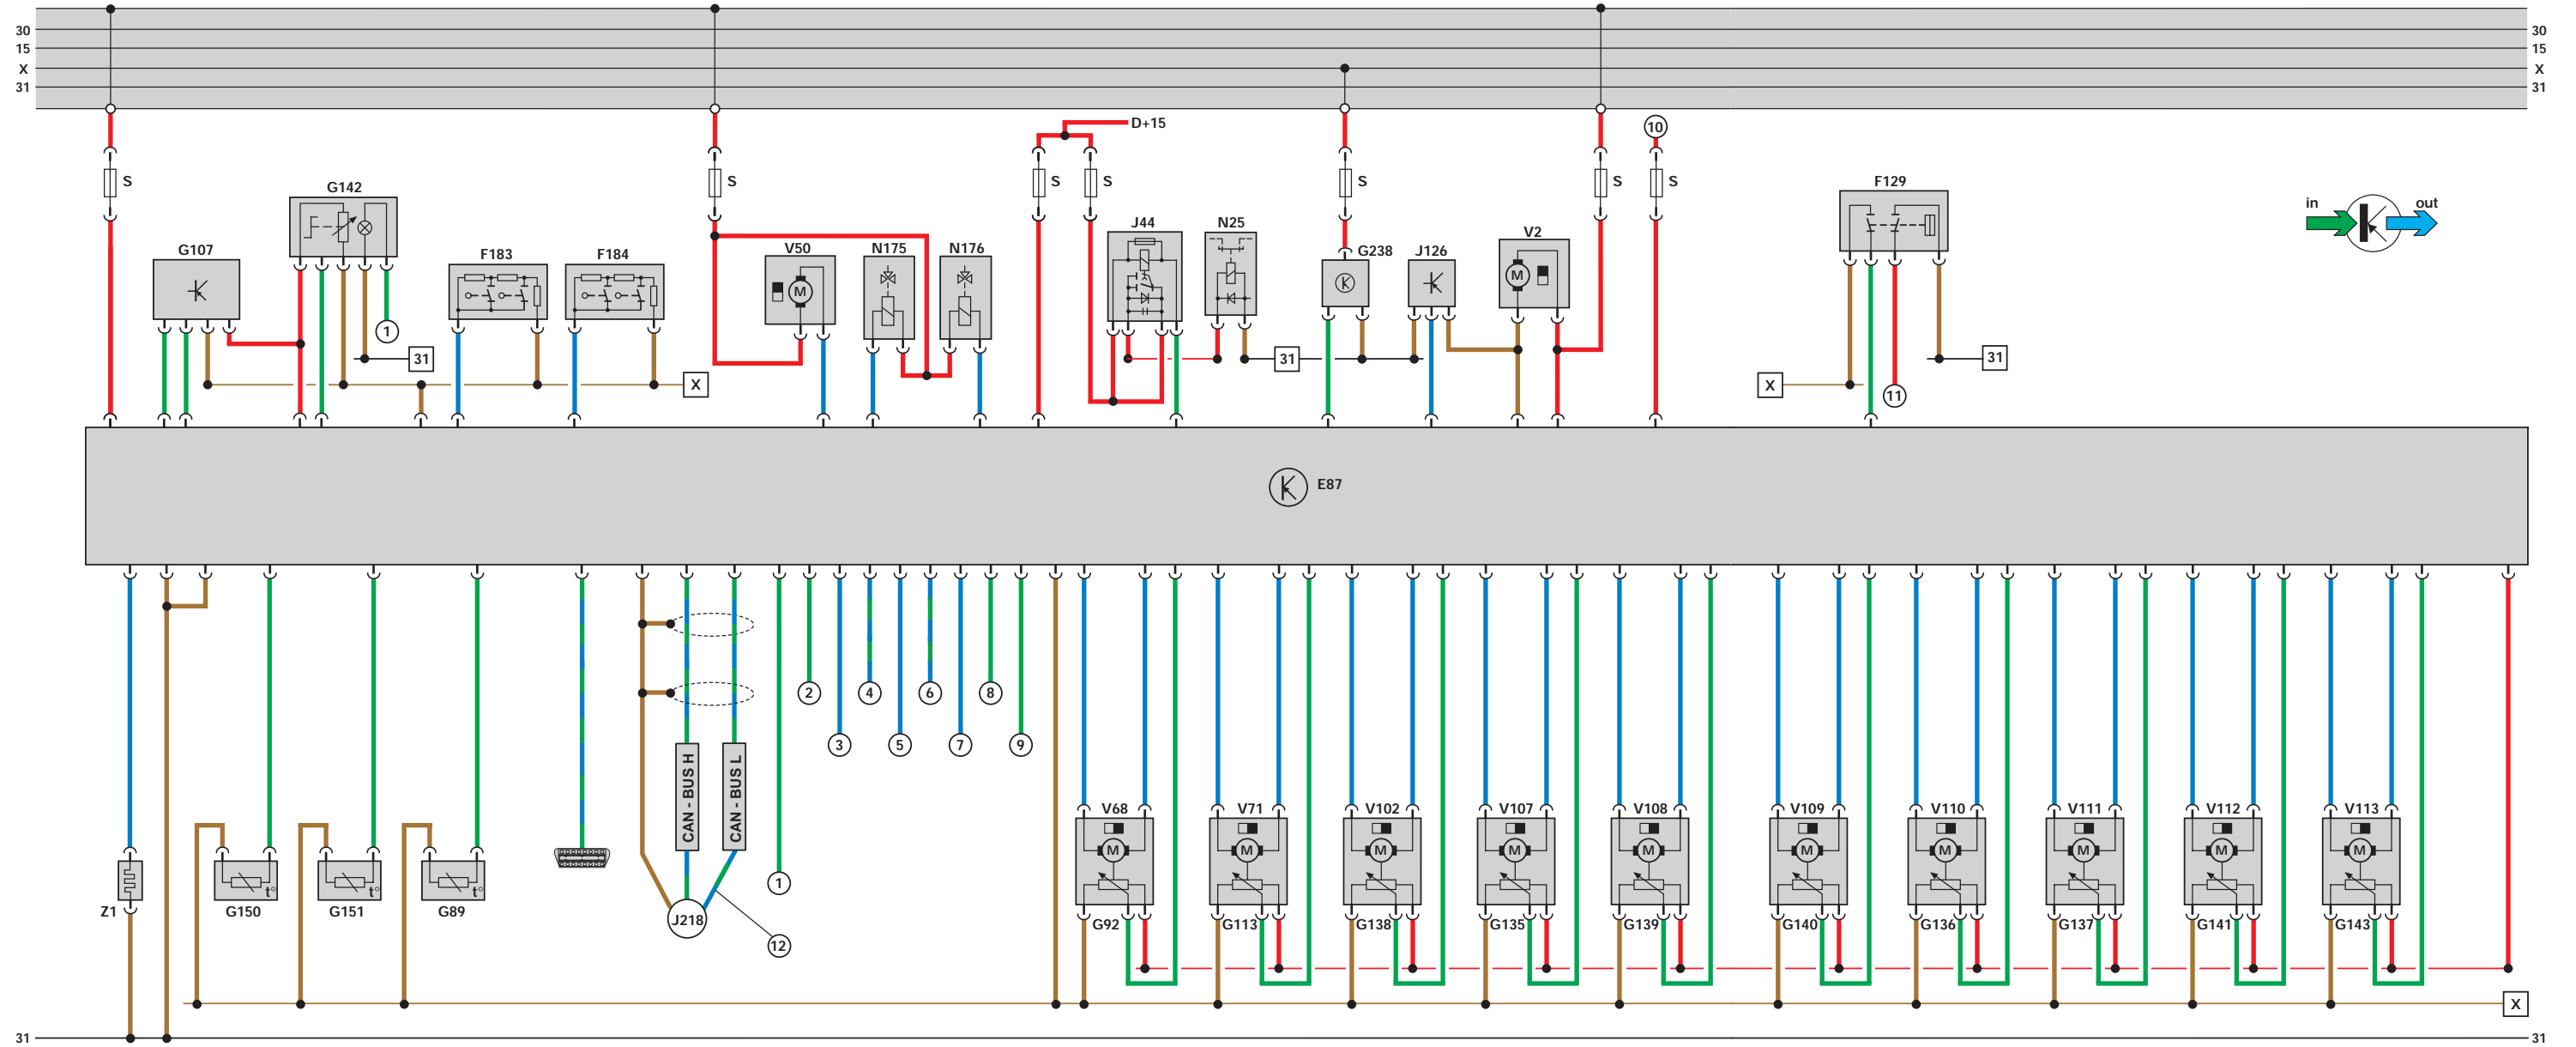 30 30
15 15
X X
31 31
D+15
10
S S S S S S S
G142
F129
in out
G107
F183 F184
V50 N175 N176
J44 N25
G238 J126
V2
M M
1
31 31 31
X X
11
E87
2 4 6 8
3 5 7 9
CAN - BUS H
CAN - BUS L
V68 V71 V102 V107 V108 V109 V110 V111 V112 V113
M M M M M M M M M M
t° t° t°
1
Z1 G150 G151 G89
J218
G92 G113 G138 G135 G139 G140 G136 G137 G141 G143
12
X
31 31